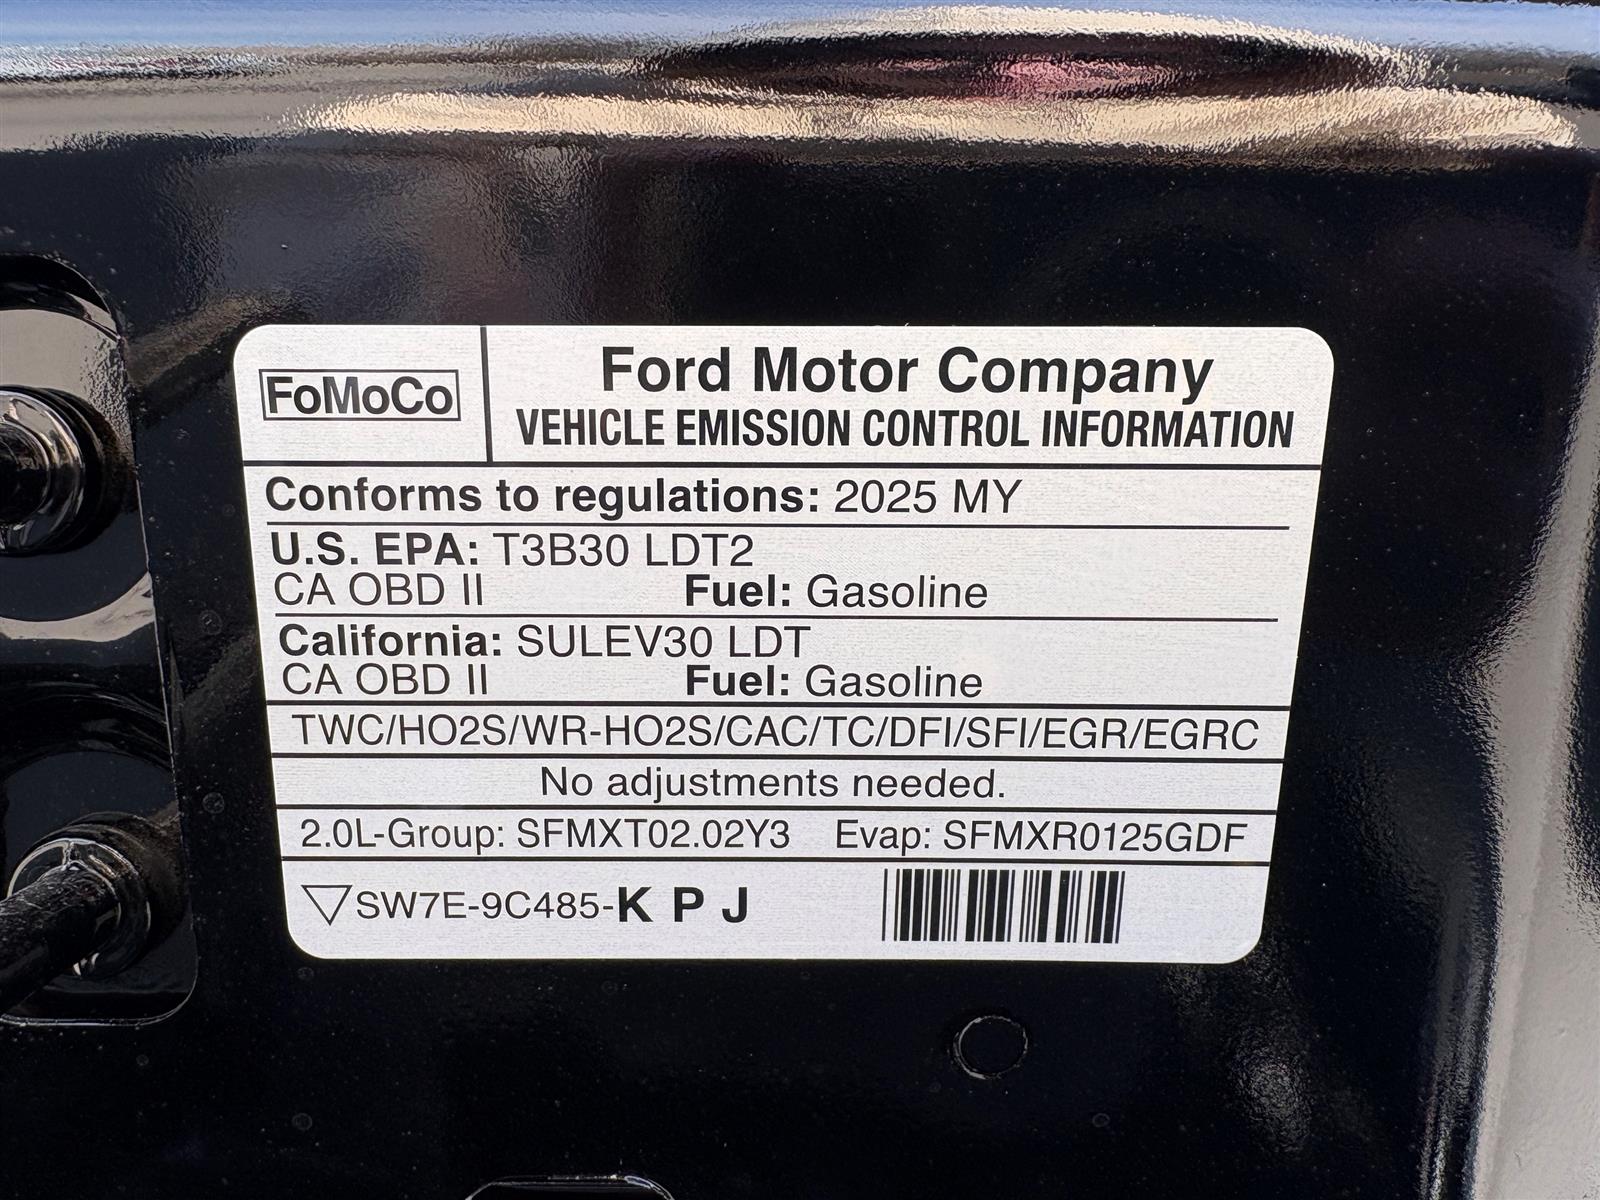 FoMoCo
Ford Motor Company
VEHICLE EMISSION CONTROL INFORMATION
Conforms to regulations: 2025 MY
U.S. EPA: T3B30 LDT2
CA OBD II Fuel: Gasoline
California: SULEV30 LDT
CA OBD II Fuel: Gasoline
TWC/HO2S/WR-HO2S/CAC/TC/DFI/SFI/EGR/EGRC
No adjustments needed.
2.0L-Group: SFMXT02.02Y3 Evap: SFMXR0125GDF
SW7E-9C485-K P J